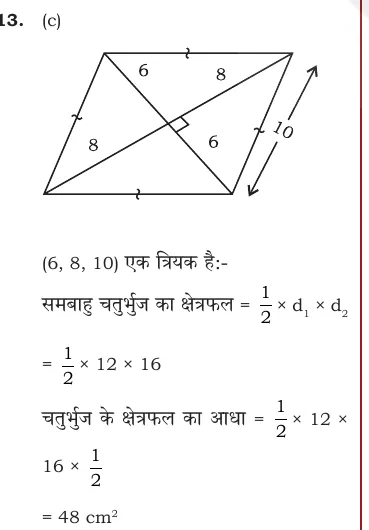 13. (c)
6 8
10
8 6
(6, 8, 10) एक त्रियक है:-
समबाहु चतुर्भुज का क्षेत्रफल = 1/2 × d₁ × d₂
= 1/2 × 12 × 16
चतुर्भुज के क्षेत्रफल का आधा = 1/2 × 12 ×
16 × 1/2
= 48 cm²